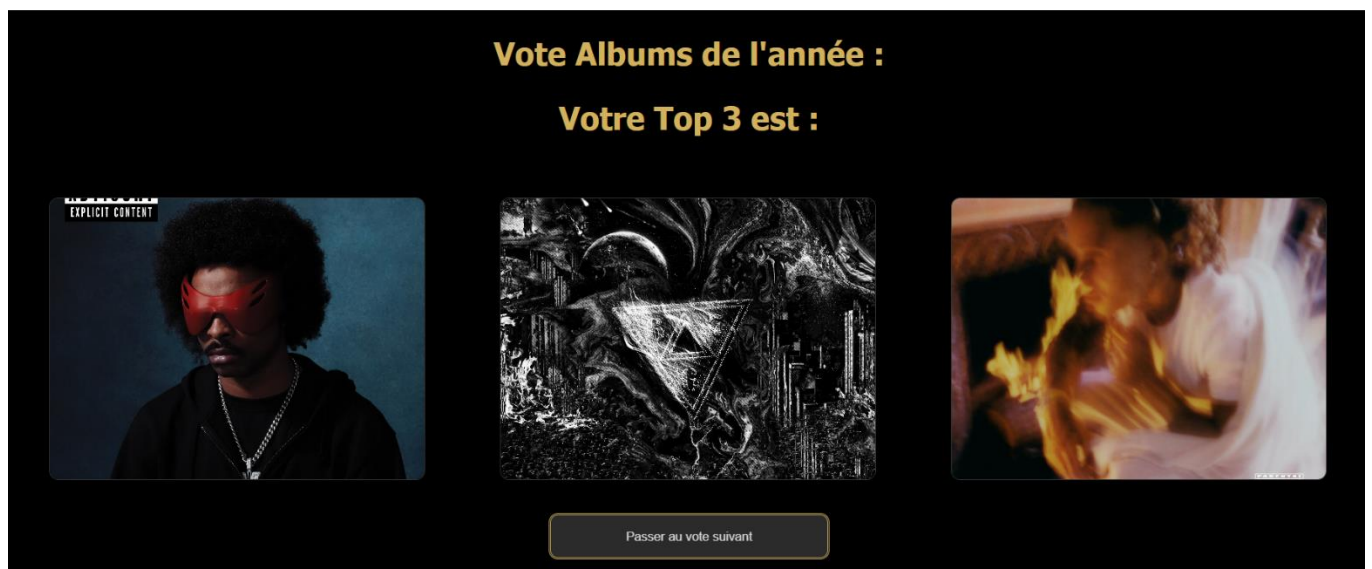 Vote Albums de l'année :
Votre Top 3 est :
EXPLICIT CONTENT
Passer au vote suivant